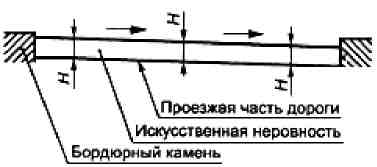 H H H
Проезжая часть дороги
Искусственная неровность
Бордюрный камень